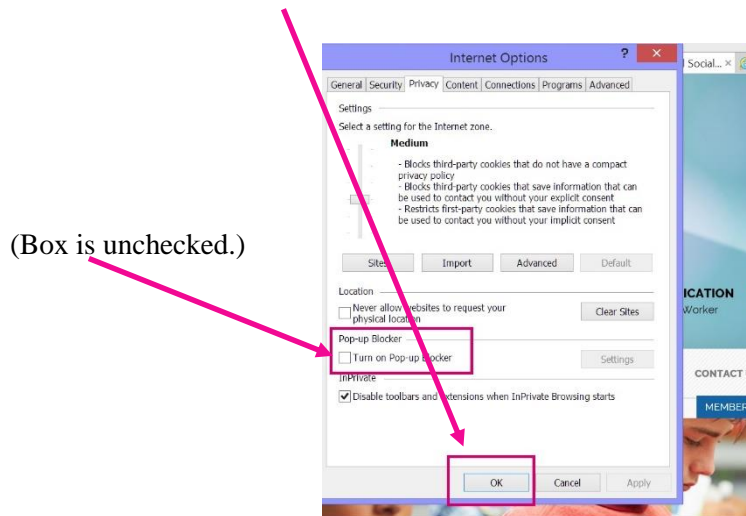 Internet Options
?
Social...
General Security Privacy Content Connections Programs Advanced
Settings
Select a setting for the Internet zone.
Medium
- Blocks third-party cookies that do not have a compact
privacy policy
- Blocks third-party cookies that save information that can
be used to contact you without your explicit consent
- Restricts first-party cookies that save information that can
be used to contact you without your implicit consent
(Box is unchecked.)
Sites Import Advanced Default
Location
Never allow websites to request your
physical location
Clear Sites
ICATION
Worker
Pop-up Blocker
Turn on Pop-up Blocker
Settings
CONTACT
InPrivate
Disable toolbars and extensions when InPrivate Browsing starts
MEMBER
OK Cancel Apply